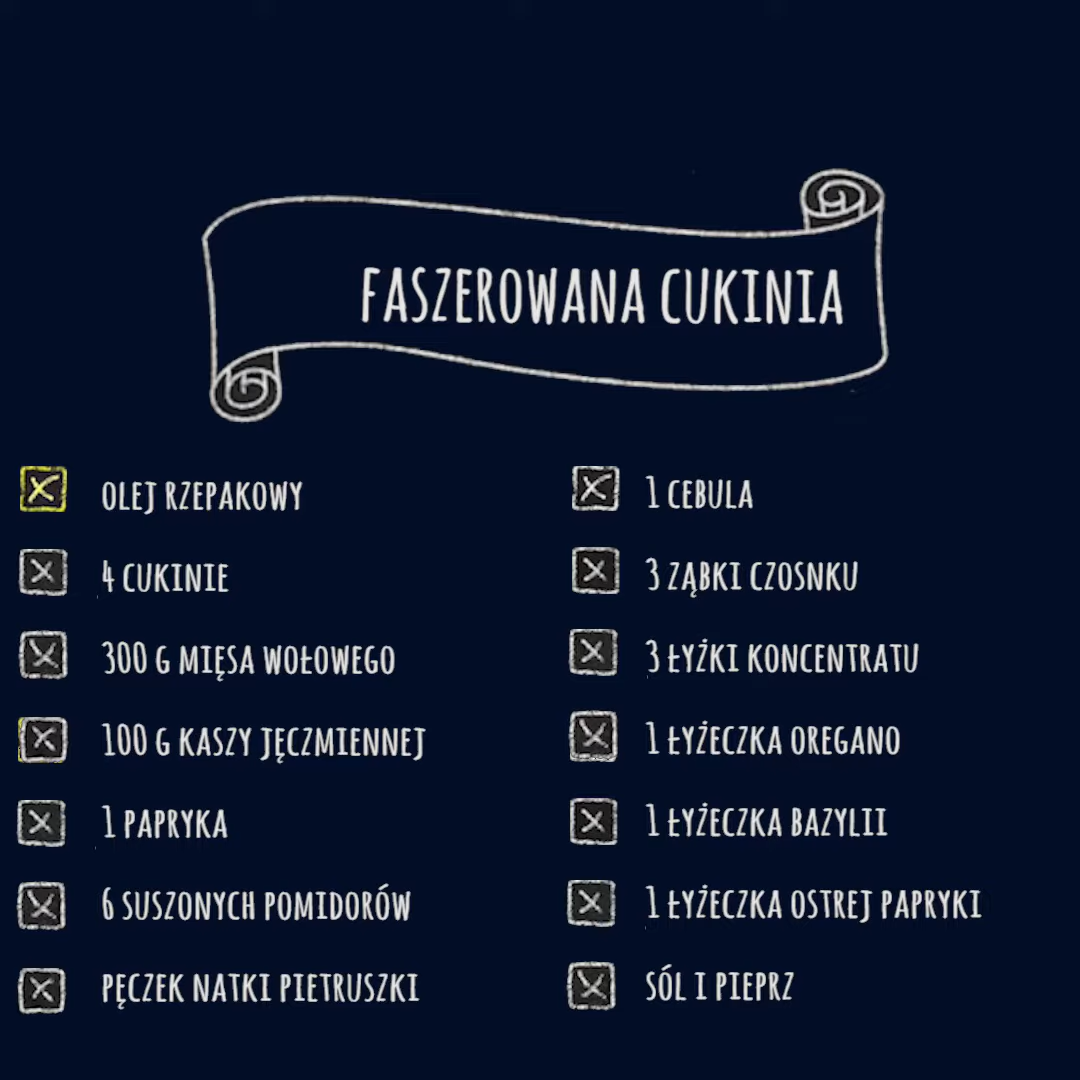 FASZEROWANA CUKINIA
OLEJ RZEPAKOWY
4 CUKINIE
300 G MIĘSA WOŁOWEGO
100 G KASZY JĘCZMIENNEJ
1 PAPRYKA
6 SUSZONYCH POMIDORÓW
PĘCZEK NATKI PIETRUSZKI
1 CEBULA
3 ZĄBKI CZOSNKU
3 ŁYŻKI KONCENTRATU
1 ŁYŻECZKA OREGANO
1 ŁYŻECZKA BAZYLII
1 ŁYŻECZKA OSTREJ PAPRYKI
SÓL I PIEPRZ